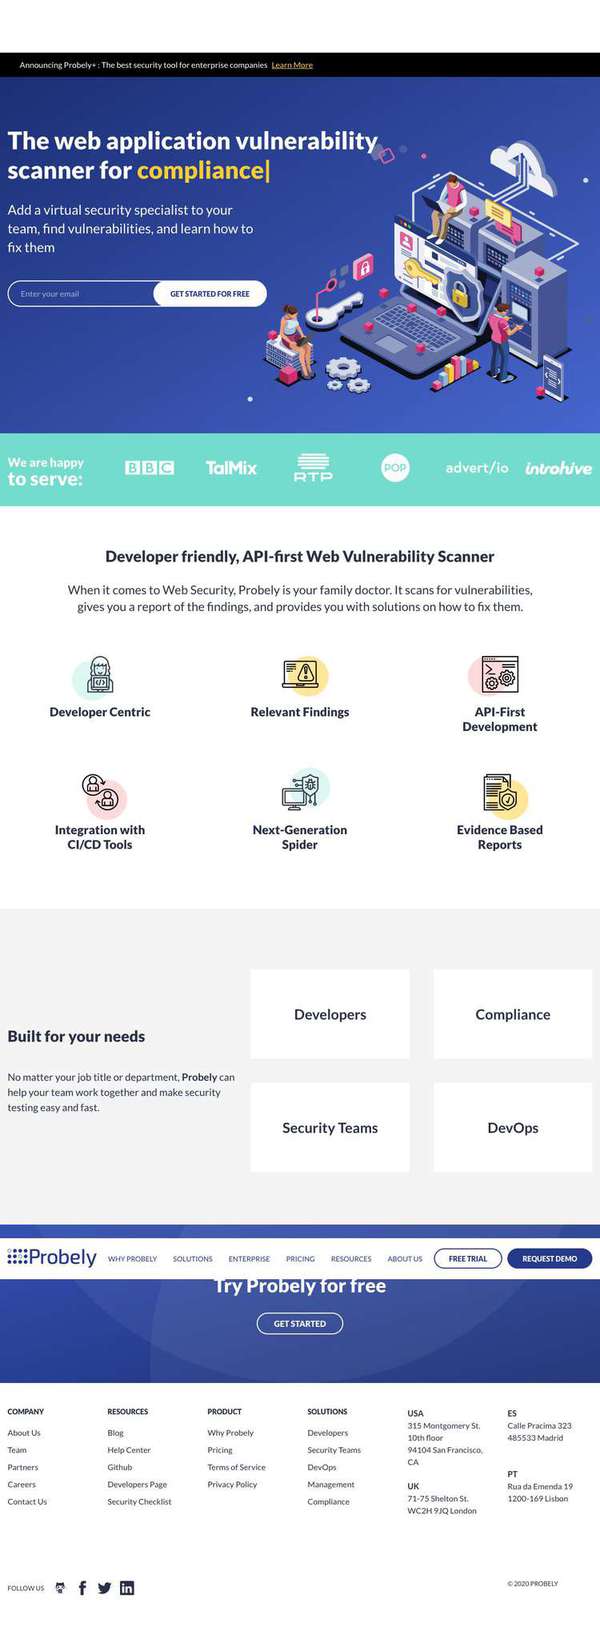 Announcing Probely+ : The best security tool for enterprise companies Learn More
The web application vulnerability
scanner for compliance|
Add a virtual security specialist to your
team, find vulnerabilities, and learn how to
fix them
Enter your email
GET STARTED FOR FREE
We are happy
to serve:
BBC
TalMix
RTP
POP
advert/io
introhive
Developer friendly, API-first Web Vulnerability Scanner
When it comes to Web Security, Probely is your family doctor. It scans for vulnerabilities,
gives you a report of the findings, and provides you with solutions on how to fix them.
Developer Centric
Relevant Findings
API-First
Development
Integration with
CI/CD Tools
Next-Generation
Spider
Evidence Based
Reports
Built for your needs
No matter your job title or department, Probely can
help your team work together and make security
testing easy and fast.
Developers
Compliance
Security Teams
DevOps
Probely
WHY PROBELY
SOLUTIONS
ENTERPRISE
PRICING
RESOURCES
ABOUT US
FREE TRIAL
REQUEST DEMO
Try Probely for free
GET STARTED
COMPANY
About Us
Team
Partners
Careers
Contact Us
RESOURCES
Blog
Help Center
Github
Developers Page
Security Checklist
PRODUCT
Why Probely
Pricing
Terms of Service
Privacy Policy
SOLUTIONS
Developers
Security Teams
DevOps
Management
Compliance
USA
315 Montgomery St.
10th floor
94104 San Francisco,
CA
UK
71-75 Shelton St.
WC2H 9JQ London
ES
Calle Pracima 323
485533 Madrid
PT
Rua da Emenda 19
1200-169 Lisbon
FOLLOW US
© 2020 PROBELY